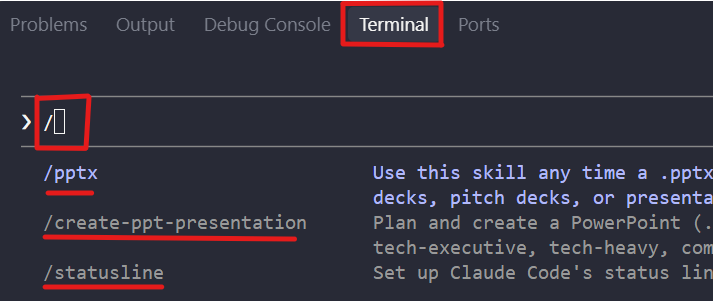 Problems Output Debug Console Terminal Ports
❯ /
/pptx Use this skill any time a .pptx
decks, pitch decks, or presenta
/create-ppt-presentation Plan and create a PowerPoint (.
tech-executive, tech-heavy, com
/statusline Set up Claude Code's status lin